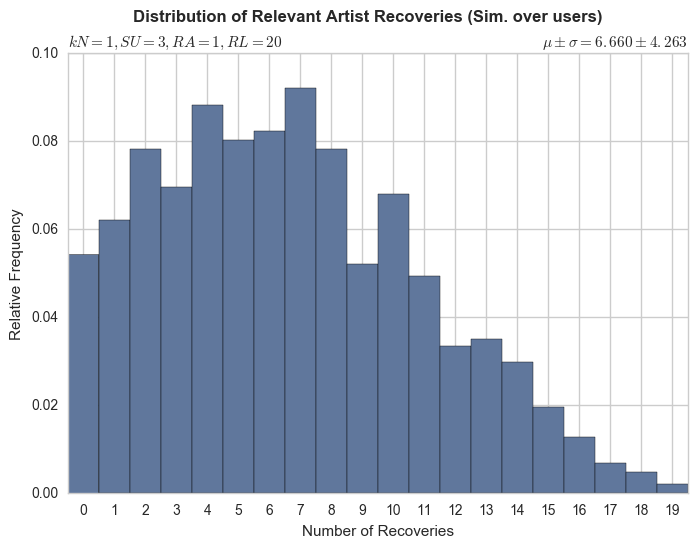 Distribution of Relevant Artist Recoveries (Sim. over users)
kN = 1, SU = 3, RA = 1, RL = 20
μ ± σ = 6.660 ± 4.263
0.10
0.08
0.06
0.04
0.02
0.00
Relative Frequency
0 1 2 3 4 5 6 7 8 9 10 11 12 13 14 15 16 17 18 19
Number of Recoveries